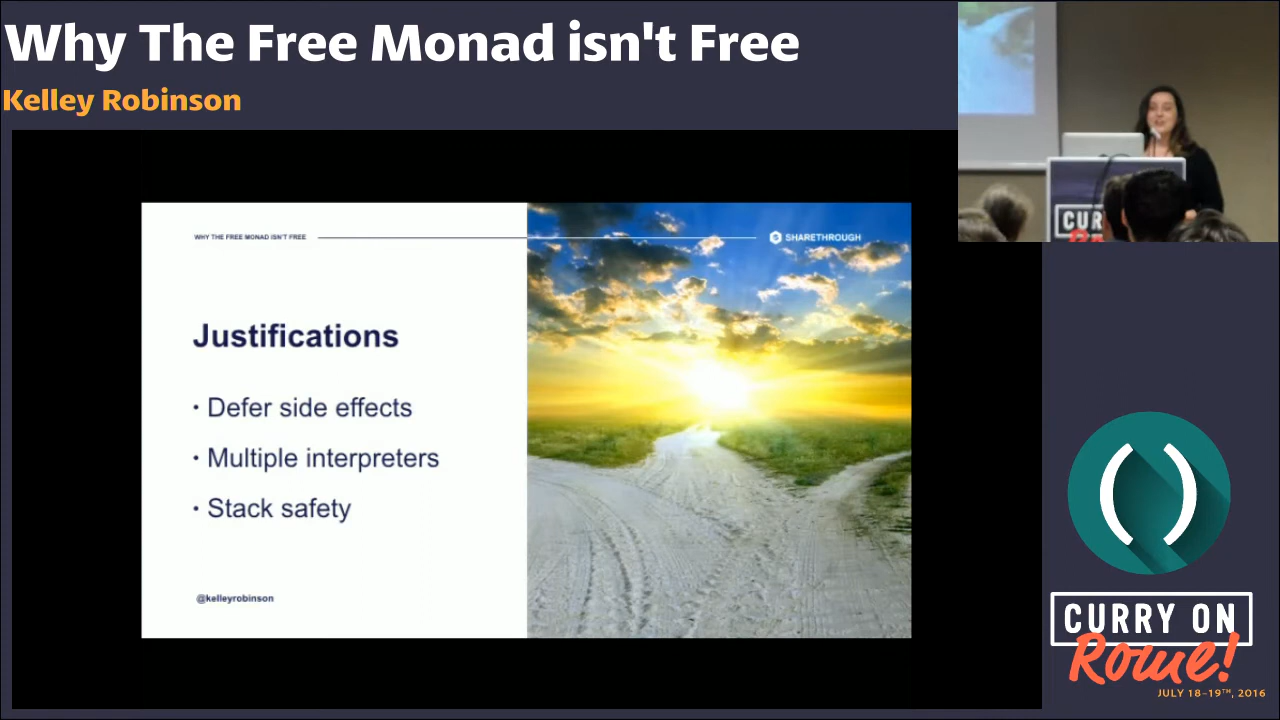 Why The Free Monad isn't Free
Kelley Robinson
WHY THE FREE MONAD ISN'T FREE
SHARETHROUGH
Justifications
• Defer side effects
• Multiple interpreters
• Stack safety
@kelleyrobinson
CUR
( )
CURRY ON
Rome!
JULY 18-19TH, 2016